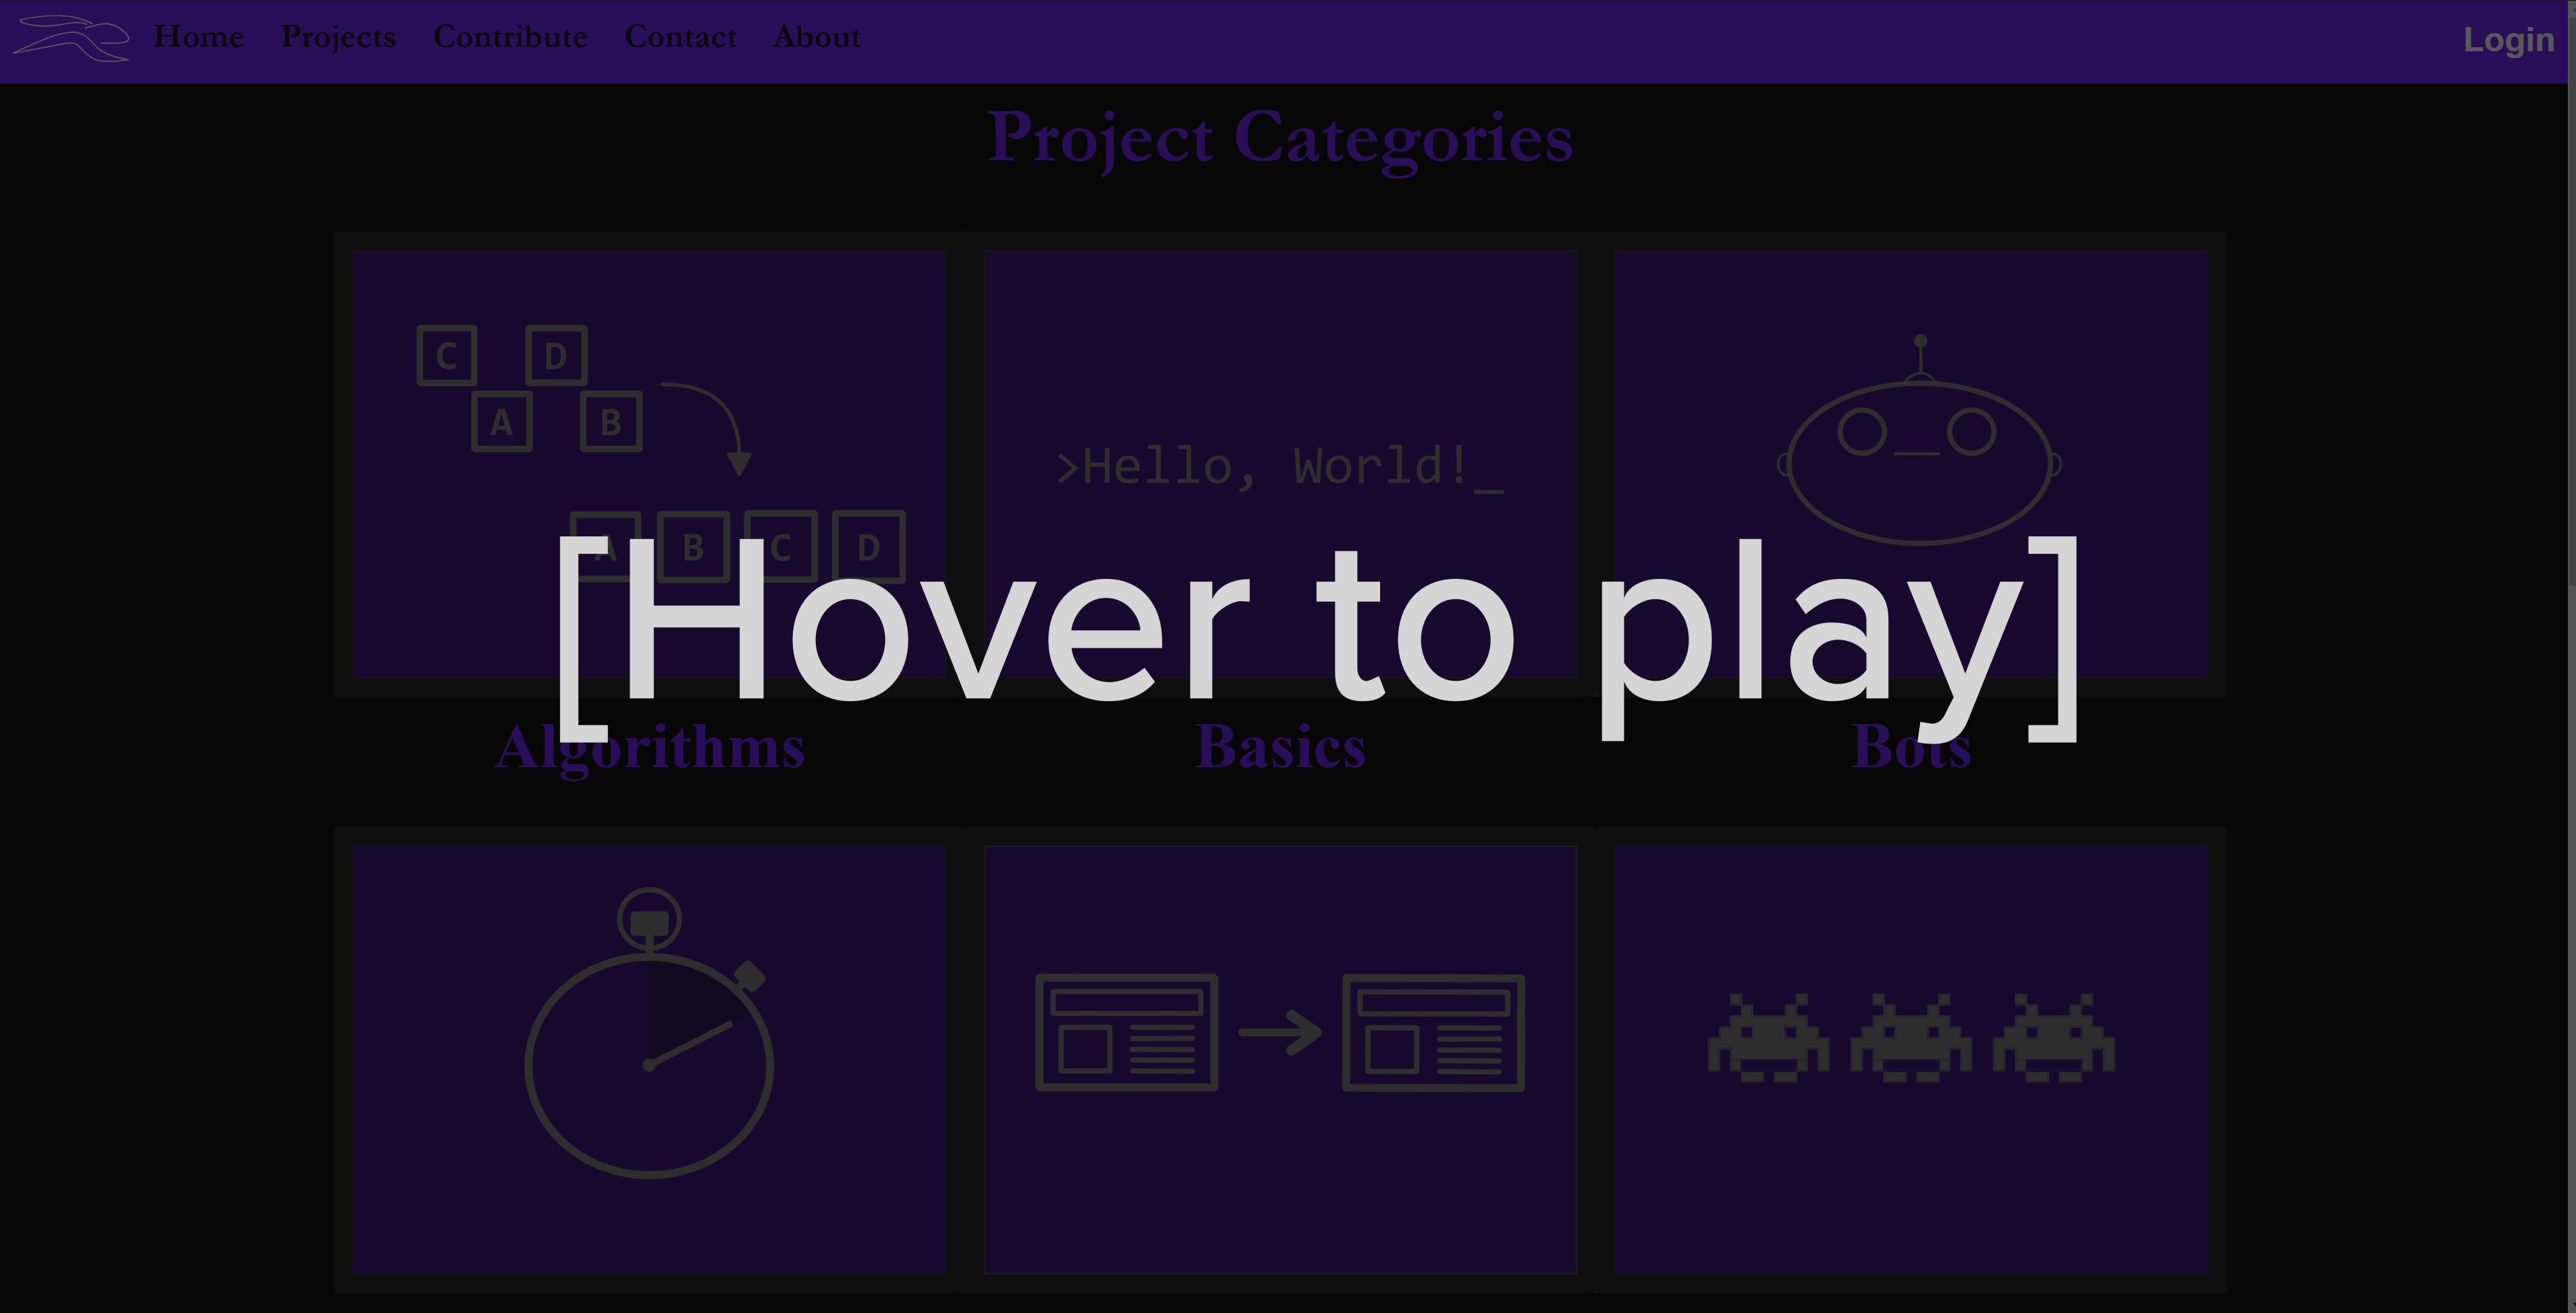 Home Projects Contribute Contact About Login
Project Categories
C D
A B
A B C D
>Hello, World!_
[Hover to play]
Algorithms Basics Bots